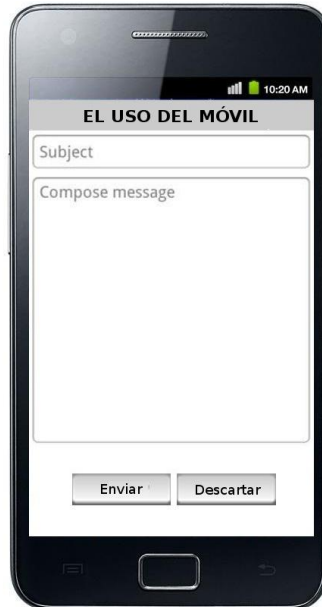 10:20 AM
EL USO DEL MÓVIL
Subject
Compose message
Enviar
Descartar